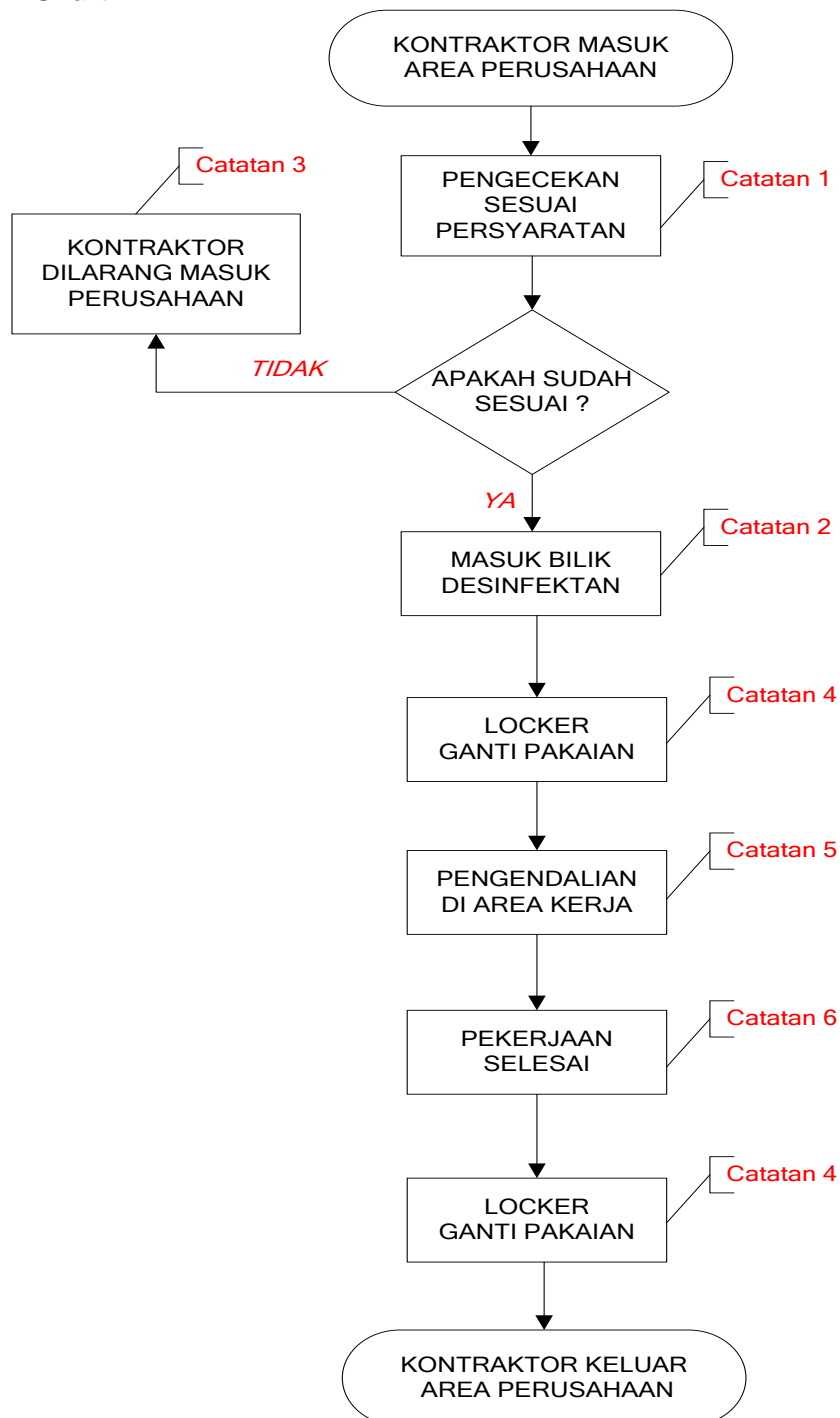 KONTRAKTOR MASUK
AREA PERUSAHAAN
Catatan 3
PENGECEKAN
SESUAI
PERSYARATAN
Catatan 1
KONTRAKTOR
DILARANG MASUK
PERUSAHAAN
TIDAK
APAKAH SUDAH
SESUAI ?
YA
Catatan 2
MASUK BILIK
DESINFEKTAN
Catatan 4
LOCKER
GANTI PAKAIAN
Catatan 5
PENGENDALIAN
DI AREA KERJA
Catatan 6
PEKERJAAN
SELESAI
Catatan 4
LOCKER
GANTI PAKAIAN
KONTRAKTOR KELUAR
AREA PERUSAHAAN